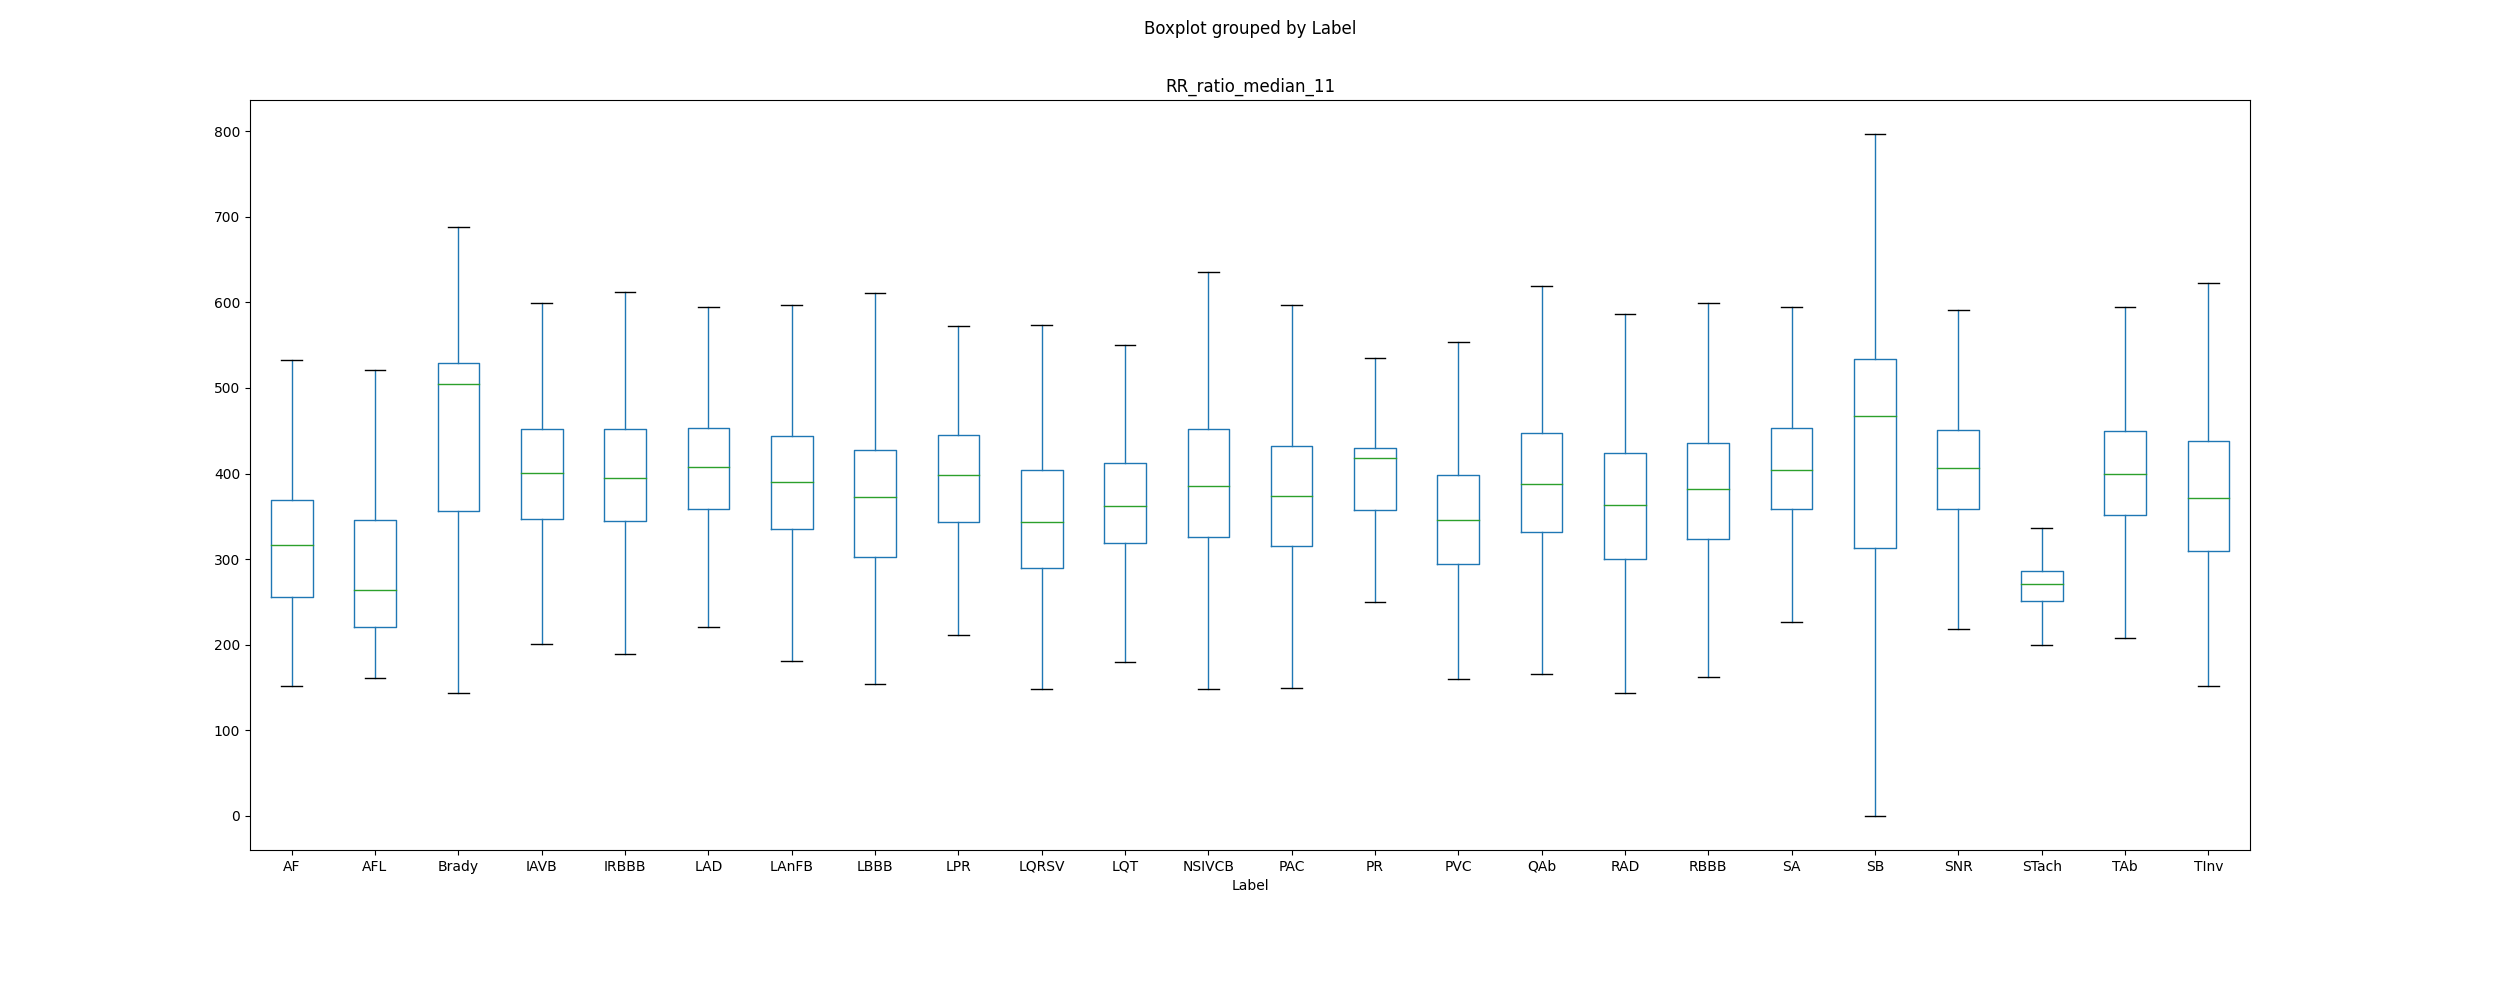 Boxplot grouped by Label
RR_ratio_median_11
800
700
600
500
400
300
200
100
0
AF AFL Brady IAVB IRBBB LAD LAnFB LBBB LPR LQRSV LQT NSIVCB PAC PR PVC QAb RAD RBBB SA SB SNR STach TAb TInv
Label